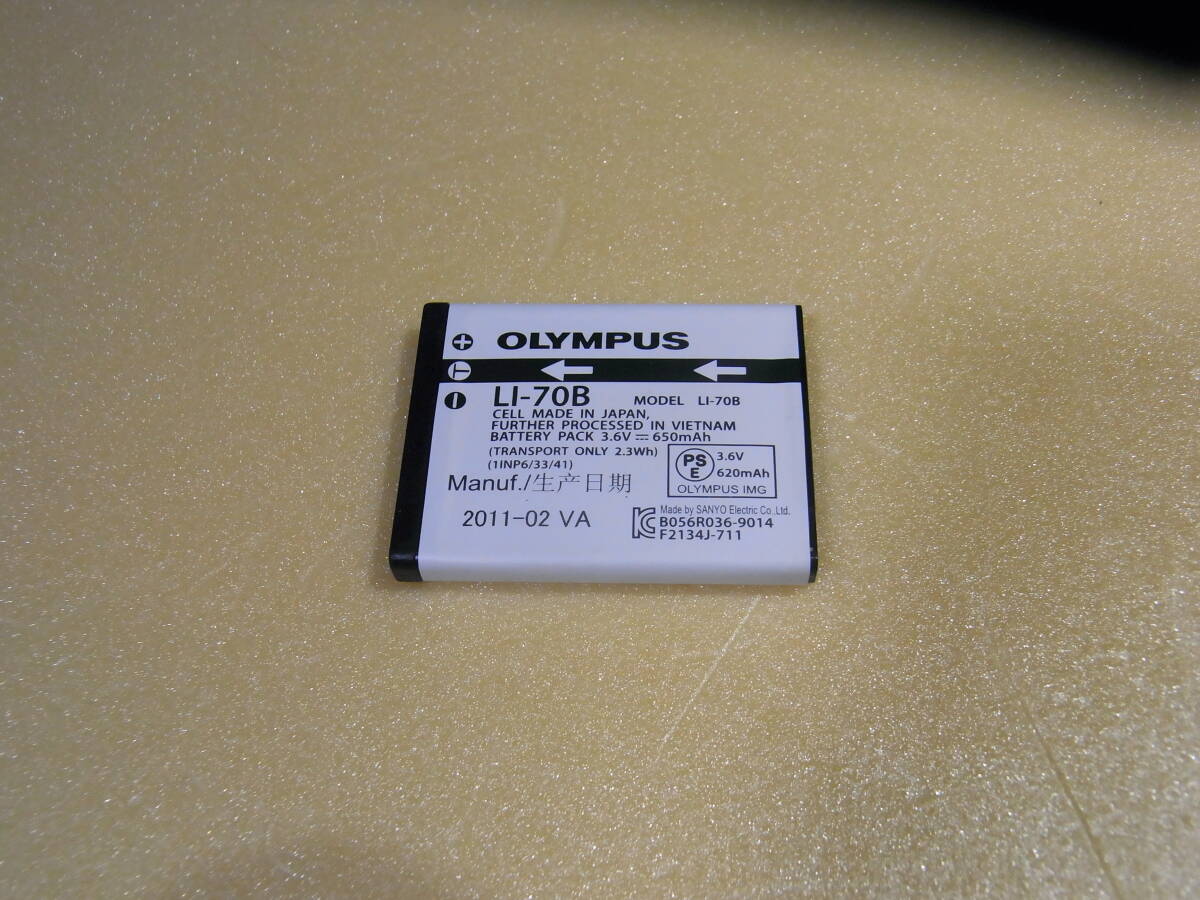 OLYMPUS
LI-70B MODEL LI-70B
CELL MADE IN JAPAN,
FURTHER PROCESSED IN VIETNAM
BATTERY PACK 3.6V ⎓ 650mAh
(TRANSPORT ONLY 2.3Wh)
(1INP6/33/41)
PS E 3.6V
620mAh
OLYMPUS IMG
Manuf./生产日期
2011-02 VA
Made by SANYO Electric Co.,Ltd.
B056R036-9014
F2134J-711